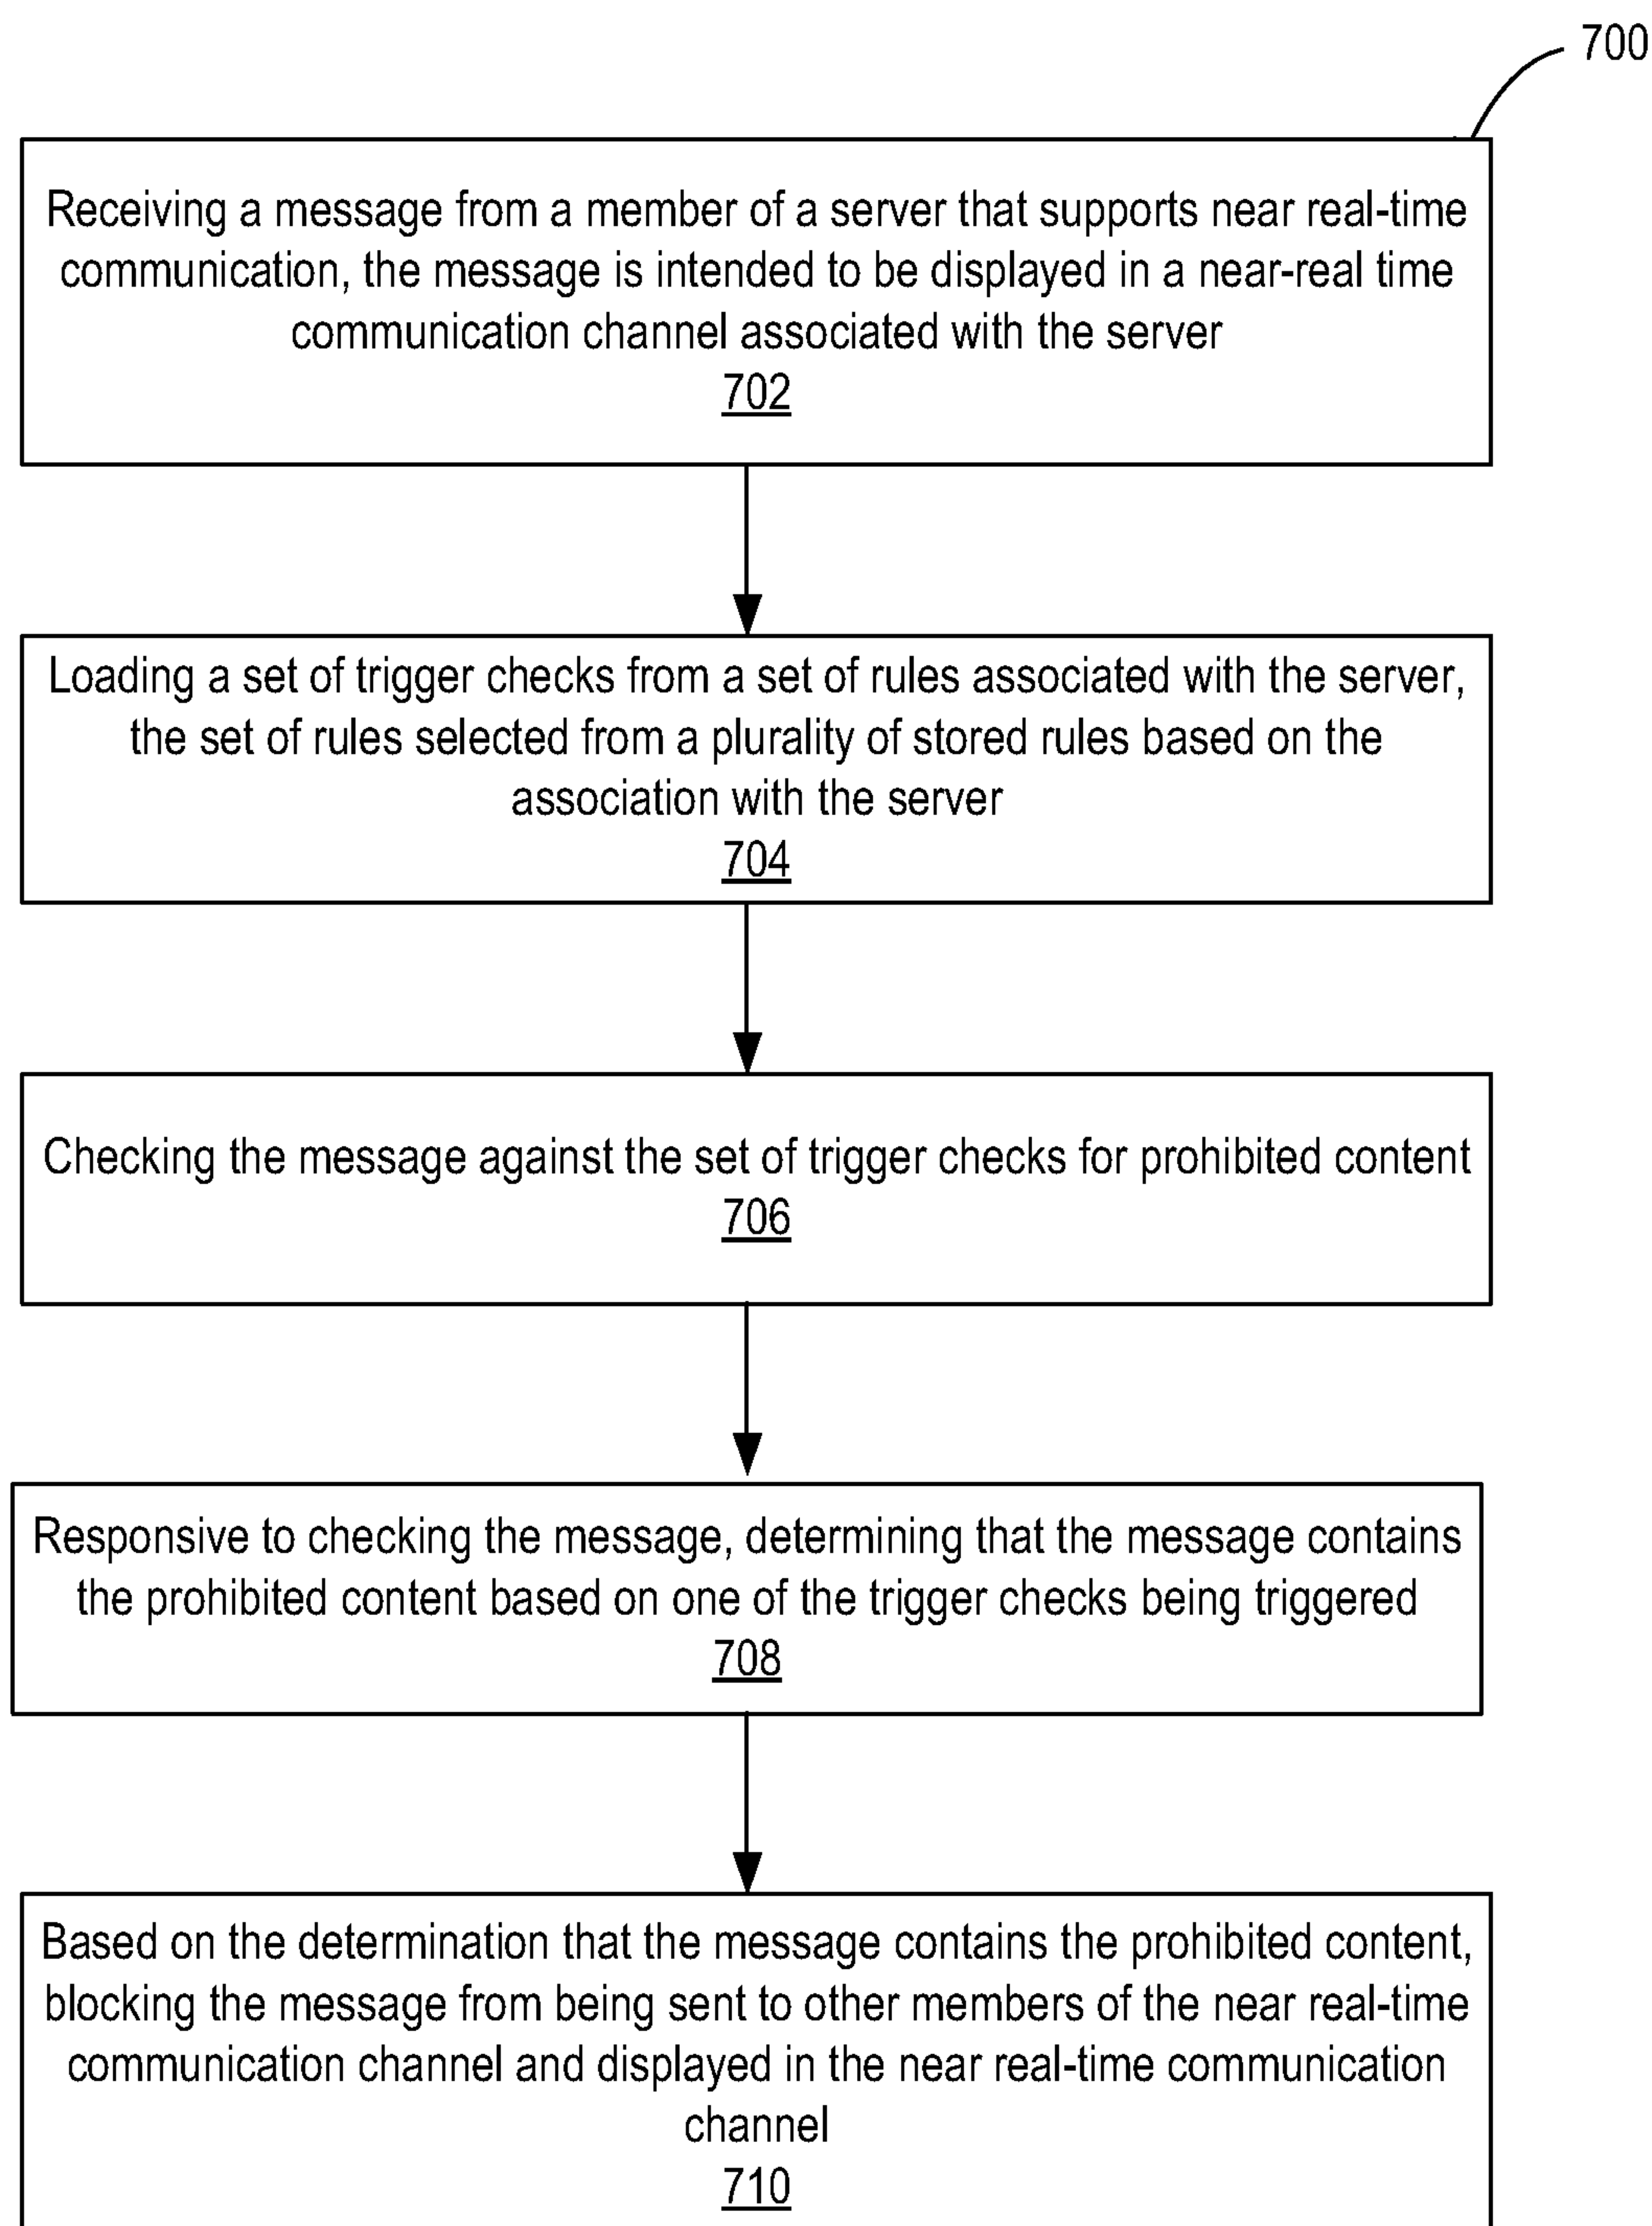 700
Receiving a message from a member of a server that supports near real-time
communication, the message is intended to be displayed in a near-real time
communication channel associated with the server
702
Loading a set of trigger checks from a set of rules associated with the server,
the set of rules selected from a plurality of stored rules based on the
association with the server
704
Checking the message against the set of trigger checks for prohibited content
706
Responsive to checking the message, determining that the message contains
the prohibited content based on one of the trigger checks being triggered
708
Based on the determination that the message contains the prohibited content,
blocking the message from being sent to other members of the near real-time
communication channel and displayed in the near real-time communication
channel
710